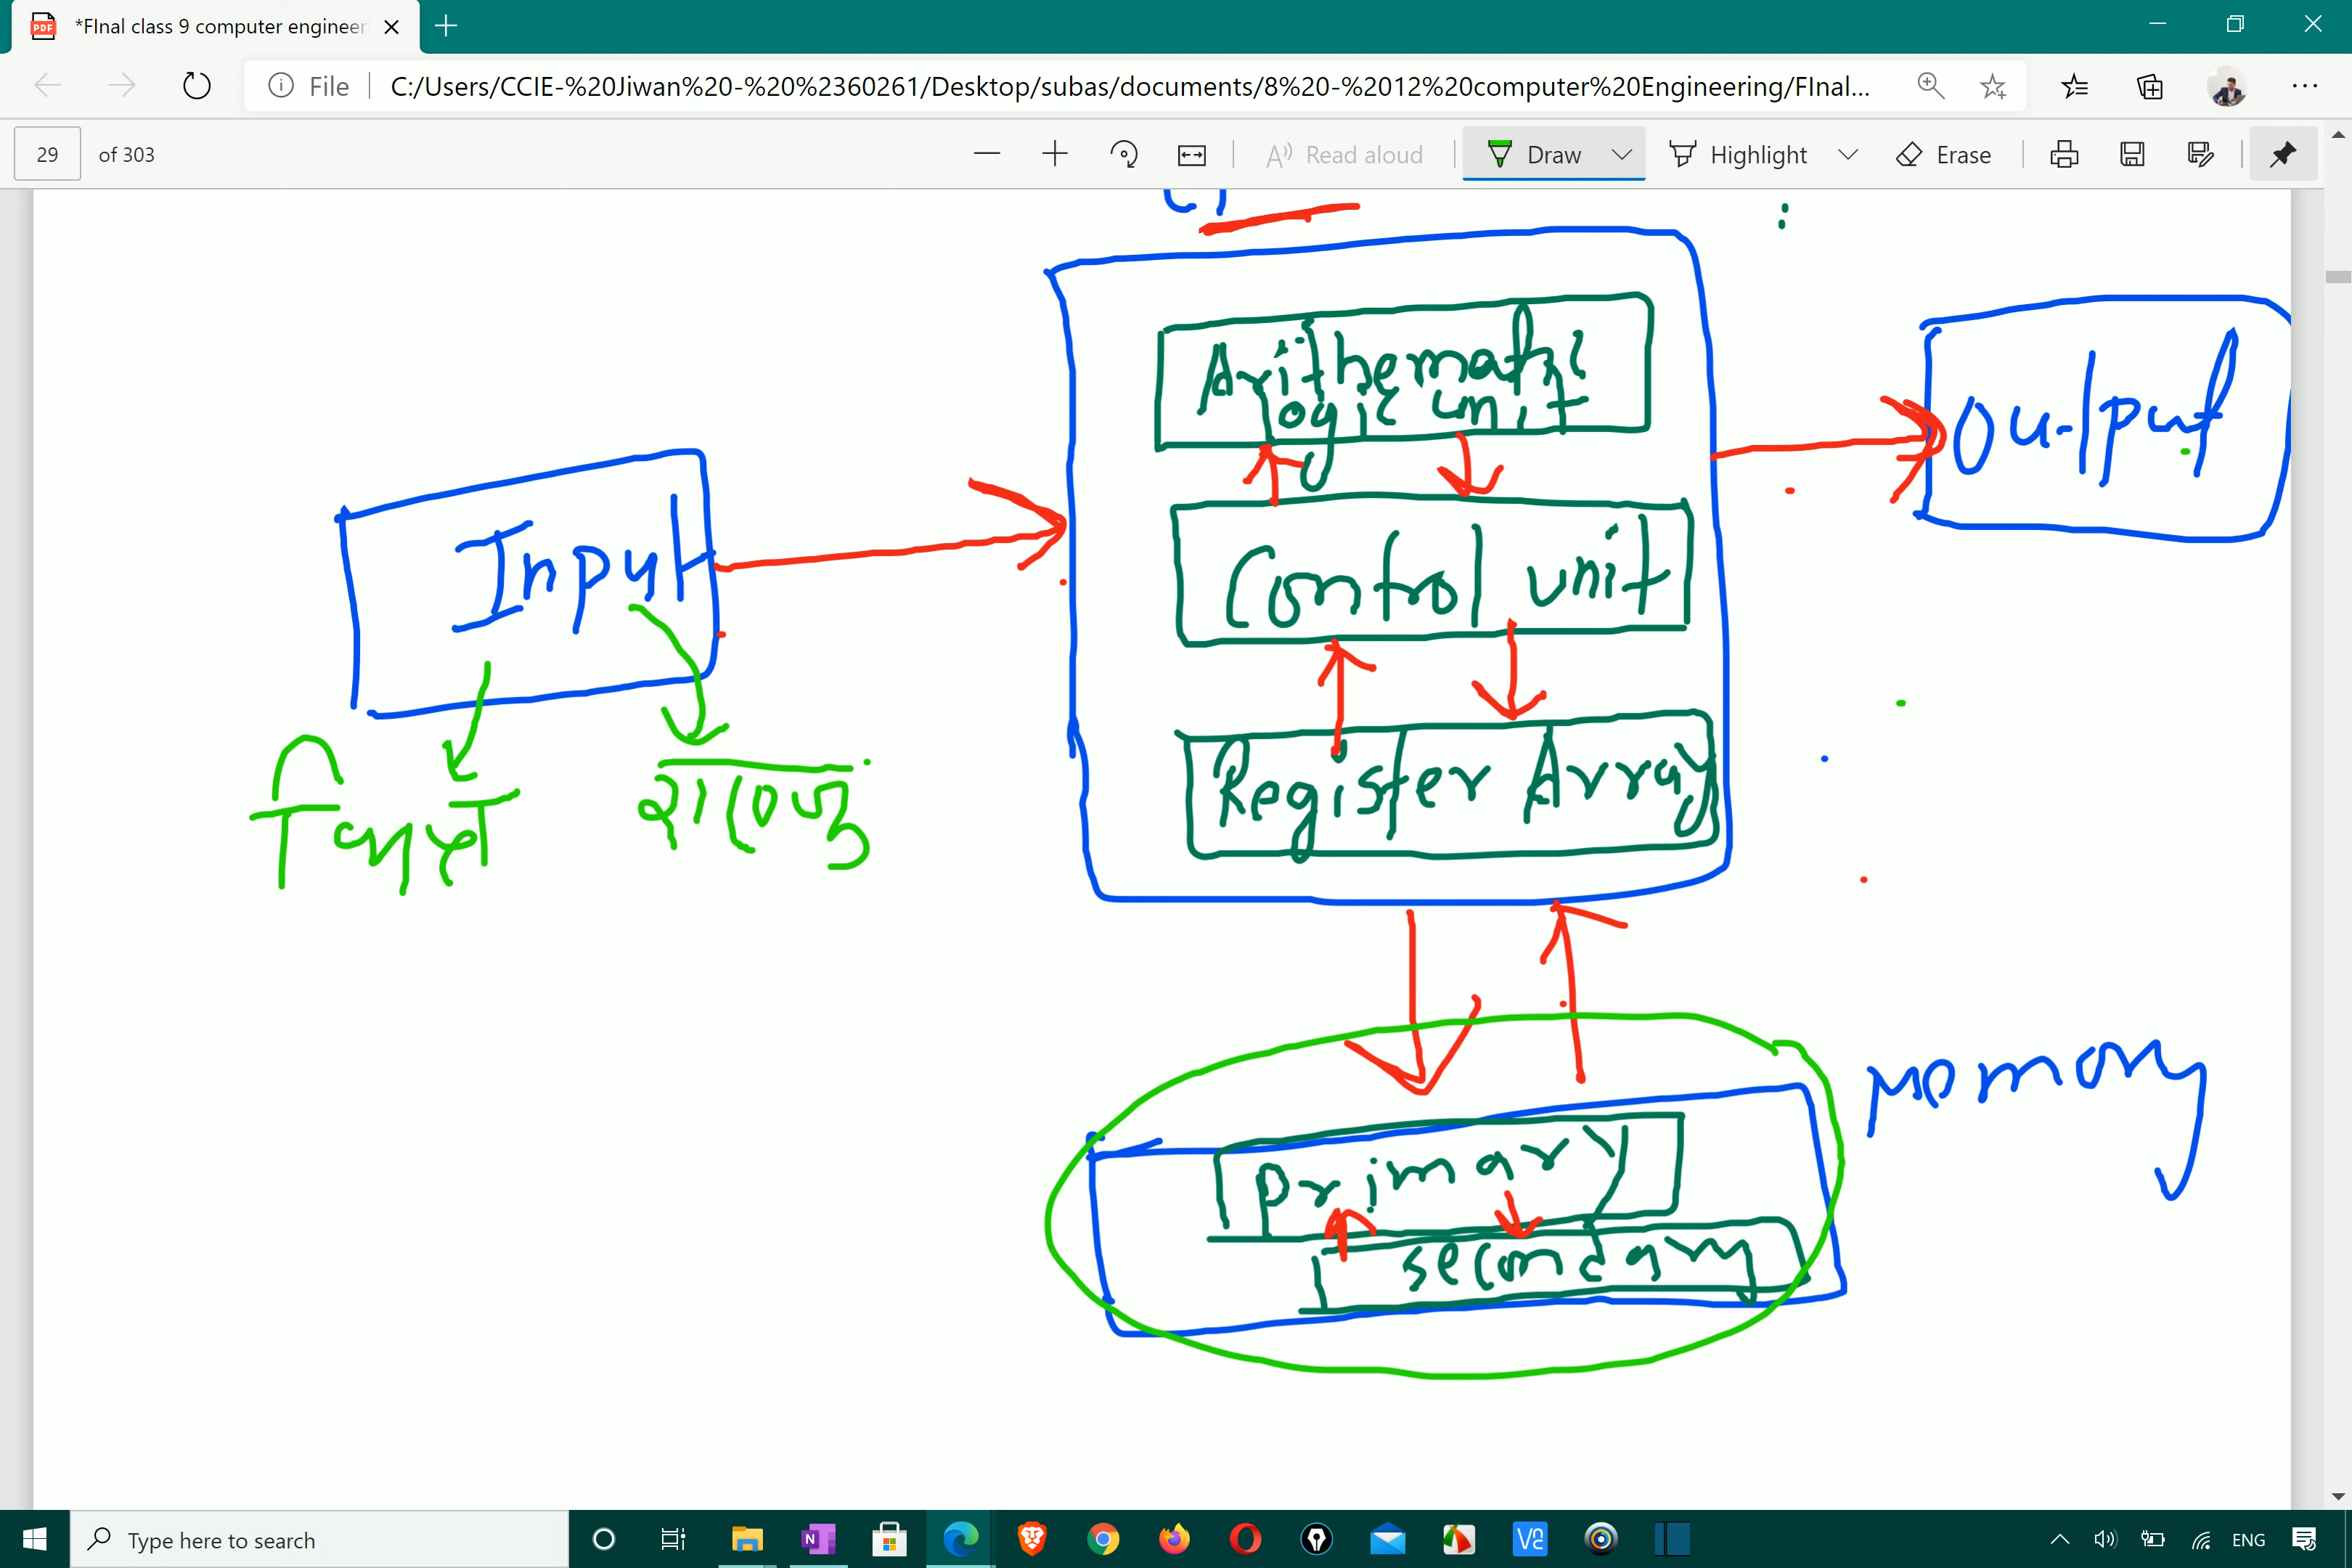 *FInal class 9 computer engineer
File
C:/Users/CCIE-%20Jiwan%20-%20%2360261/Desktop/subas/documents/8%20-%2012%20computer%20Engineering/FInal...
29 of 303
Read aloud
Draw
Highlight
Erase
Arithematic
logic unit
Output
Input
Control unit
Register Array
memory
primary
secondary
Type here to search
ENG